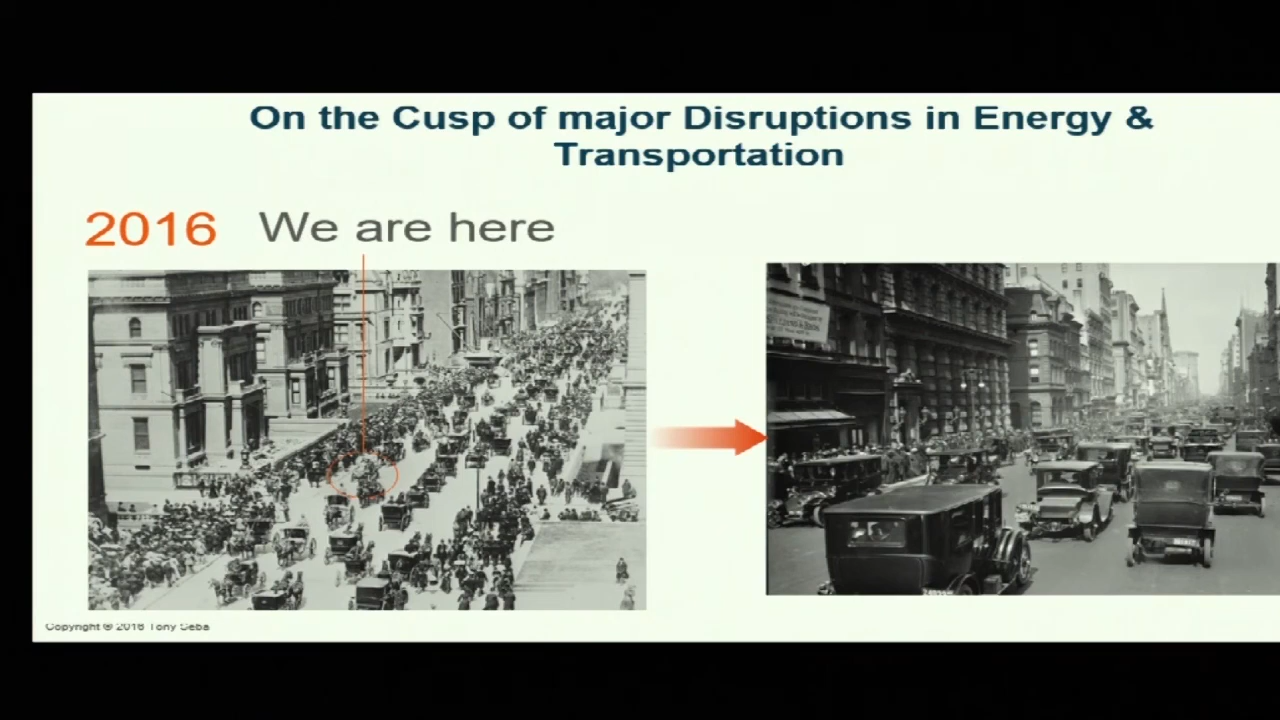 On the Cusp of major Disruptions in Energy &
Transportation
2016 We are here
Copyright © 2016 Tony Seba